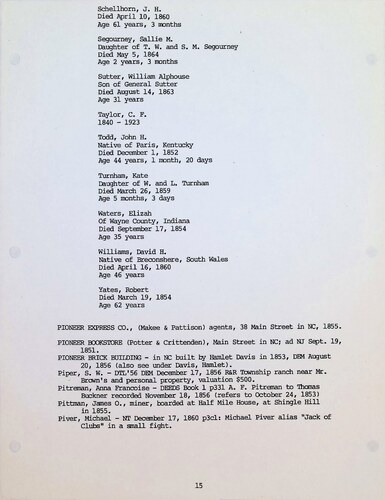 Schellhorn, J. H.
Died April 10, 1860
Age 61 years, 3 months
Segourney, Sallie M.
Daughter of T. W. and S. M. Segourney
Died May 5, 1864
Age 2 years, 3 months
Sutter, William Alphouse
Son of General Sutter
Died August 14, 1863
Age 31 years
Taylor, C. F.
1840 - 1923
Todd, John H.
Native of Paris, Kentucky
Died December 1, 1852
Age 44 years, 1 month, 20 days
Turnham, Kate
Daughter of W. and L. Turnham
Died March 26, 1859
Age 5 months, 3 days
Waters, Elizah
Of Wayne County, Indiana
Died September 17, 1854
Age 35 years
Williams, David H.
Native of Breconshere, South Wales
Died April 16, 1860
Age 46 years
Yates, Robert
Died March 19, 1854
Age 62 years
PIONEER EXPRESS CO., (Makee & Pattison) agents, 38 Main Street in NC, 1855.
PIONEER BOOKSTORE (Potter & Crittenden), Main Street in NC; ad NJ Sept. 19,
1851.
PIONEER BRICK BUILDING - in NC built by Hamlet Davis in 1853, DEM August
20, 1856 (also see under Davis, Hamlet).
Piper, S. W. - DTL'56 DEM December 17, 1856 R&R Township ranch near Mr.
Brown's and personal property, valuation $500.
Pitreman, Anna Francoise - DEEDS Book 1 p331 A. F. Pitreman to Thomas
Buckner recorded November 18, 1856 (refers to October 24, 1853)
Pittman, James O., miner, boarded at Half Mile House, at Shingle Hill
in 1855.
Piver, Michael - NT December 17, 1860 p3c1: Michael Piver alias "Jack of
Clubs" in a small fight.
15